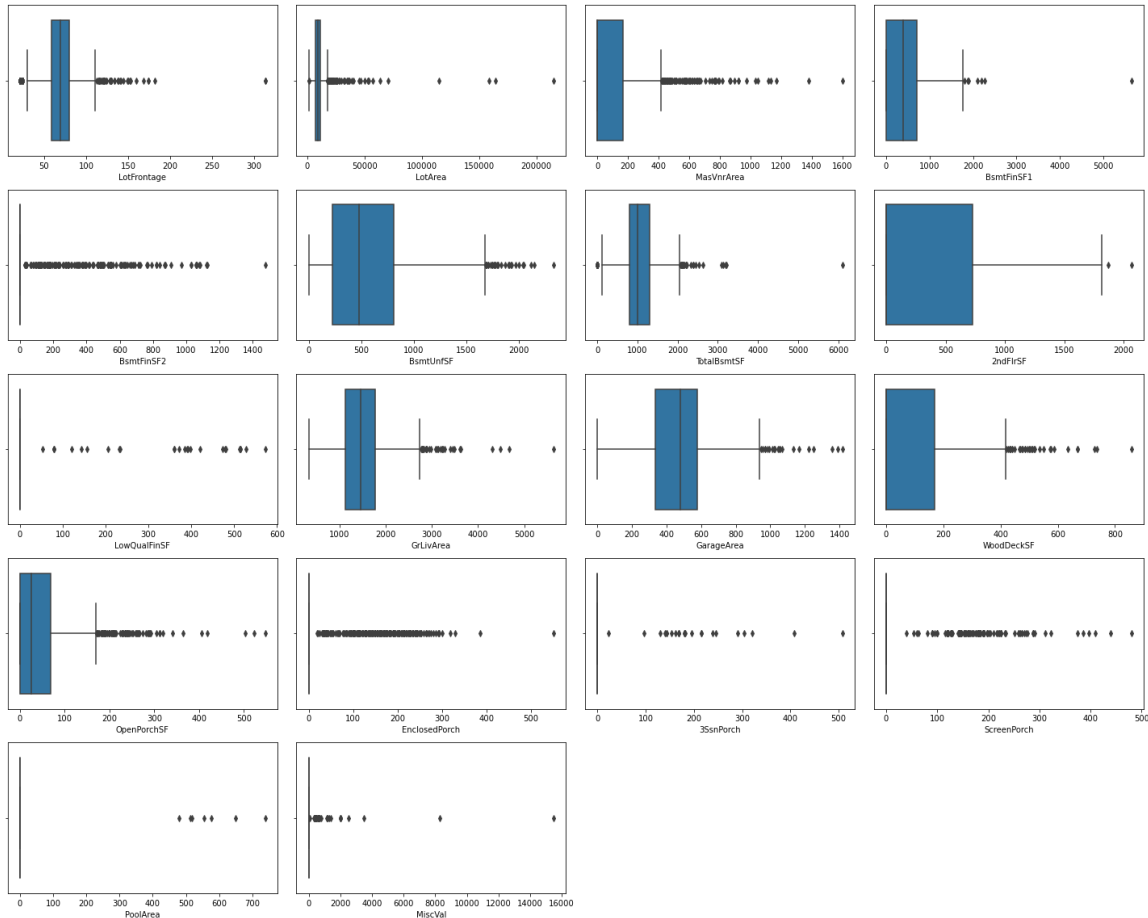 50 100 150 200 250 300
LotFrontage
0 50000 100000 150000 200000
LotArea
0 200 400 600 800 1000 1200 1400 1600
MasVnrArea
0 1000 2000 3000 4000 5000
BsmtFinSF1
0 200 400 600 800 1000 1200 1400
BsmtFinSF2
0 500 1000 1500 2000
BsmtUnfSF
0 1000 2000 3000 4000 5000 6000
TotalBsmtSF
0 500 1000 1500 2000
2ndFlrSF
0 100 200 300 400 500 600
LowQualFinSF
1000 2000 3000 4000 5000
GrLivArea
0 200 400 600 800 1000 1200 1400
GarageArea
0 200 400 600 800
WoodDeckSF
0 100 200 300 400 500
OpenPorchSF
0 100 200 300 400 500
EnclosedPorch
0 100 200 300 400 500
3SsnPorch
0 100 200 300 400 500
ScreenPorch
0 100 200 300 400 500 600 700
PoolArea
0 2000 4000 6000 8000 10000 12000 14000 16000
MiscVal